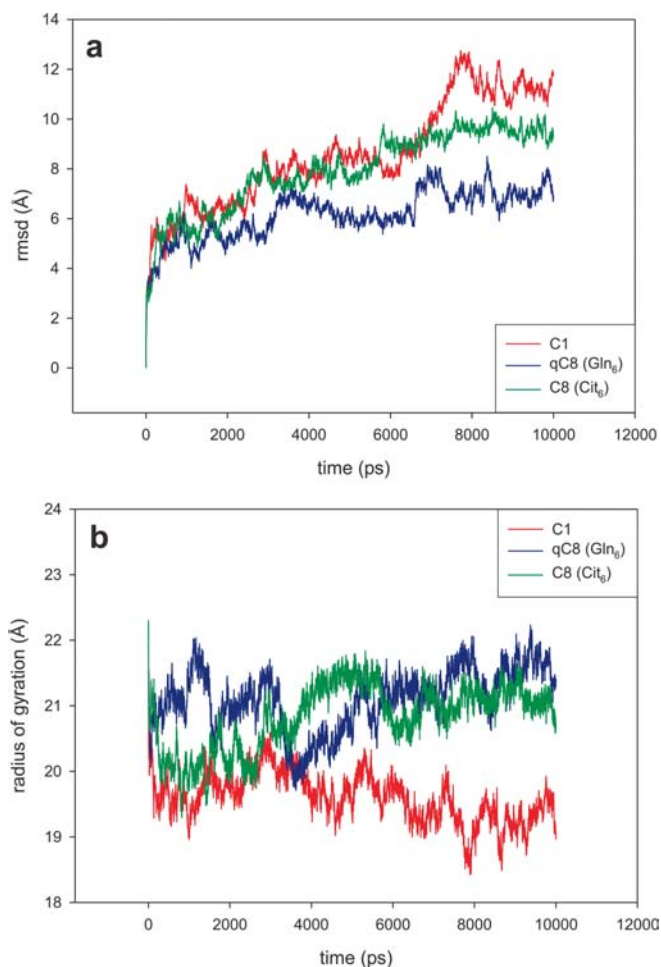 14
a
12
10
8
6
4
2
0
rmsd (Å)
C1
qC8 (Gln₆)
C8 (Cit₆)
0 2000 4000 6000 8000 10000 12000
time (ps)
24
b
23
22
21
20
19
18
radius of gyration (Å)
C1
qC8 (Gln₆)
C8 (Cit₆)
0 2000 4000 6000 8000 10000 12000
time (ps)